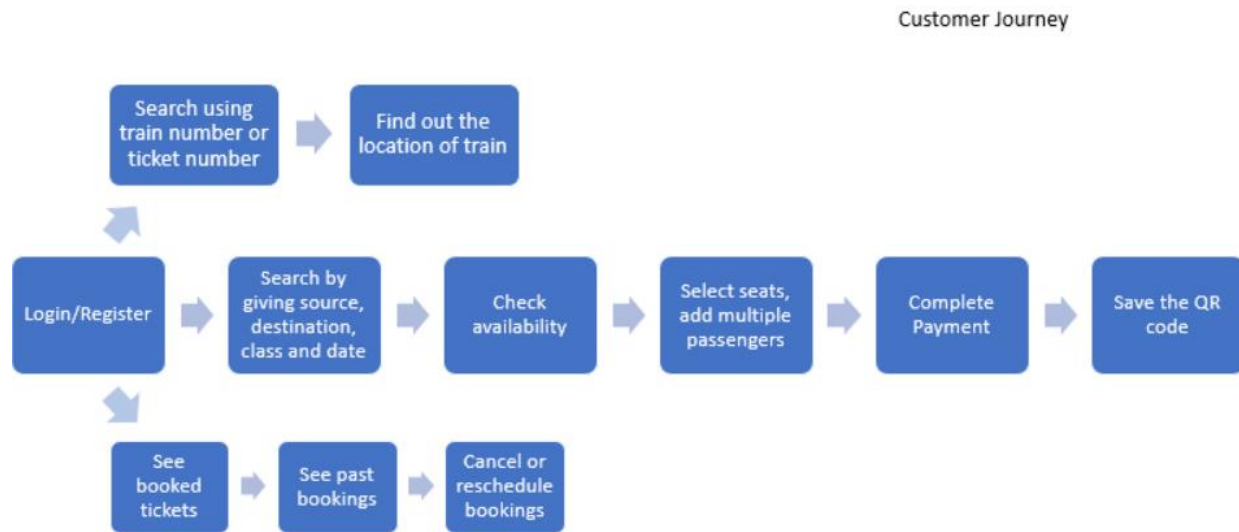 Customer Journey
Search using
train number or
ticket number
Find out the
location of train
Login/Register
Search by
giving source,
destination,
class and date
Check
availability
Select seats,
add multiple
passengers
Complete
Payment
Save the QR
code
See
booked
tickets
See past
bookings
Cancel or
reschedule
bookings